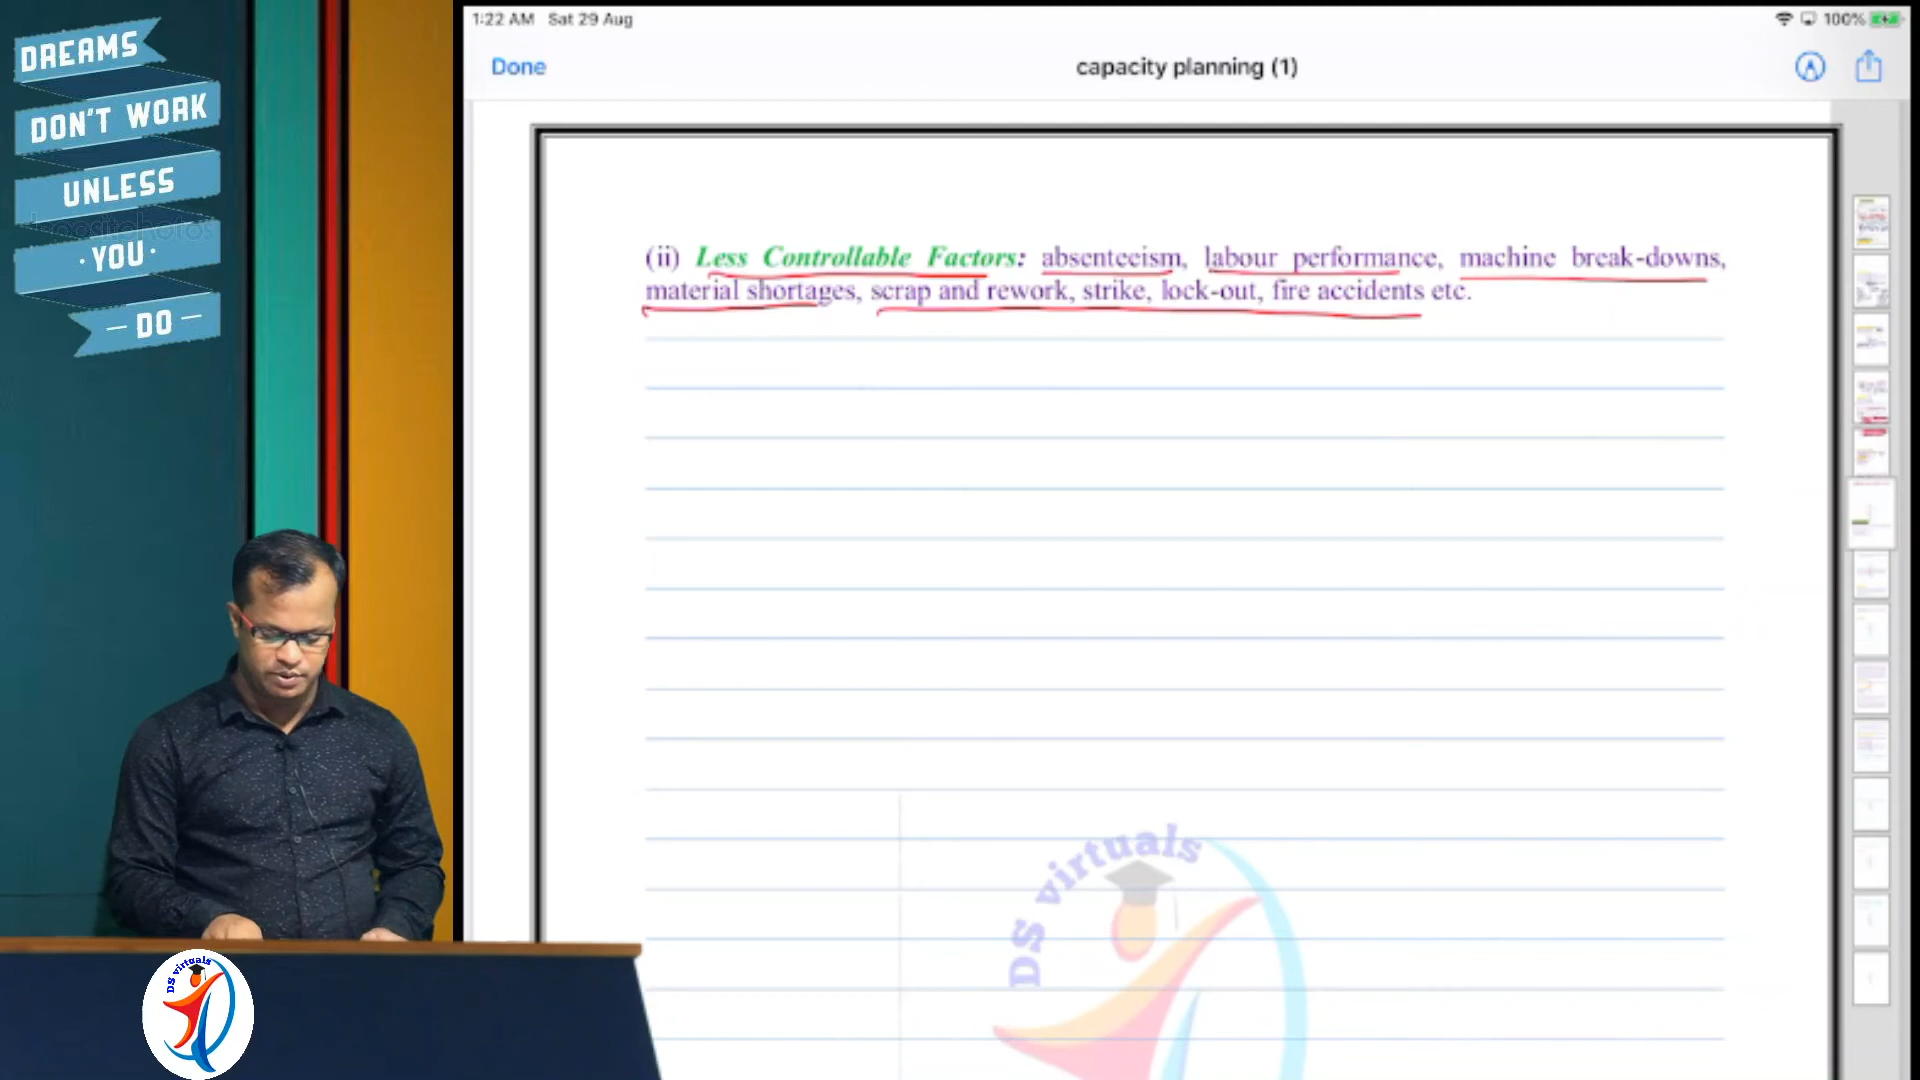 DREAMS
DON'T WORK
UNLESS
· YOU ·
– DO –
1:22 AM Sat 29 Aug
100%
Done
capacity planning (1)
(ii) Less Controllable Factors: absenteeism, labour performance, machine break-downs,
material shortages, scrap and rework, strike, lock-out, fire accidents etc.
DS virtuals
DS virtuals